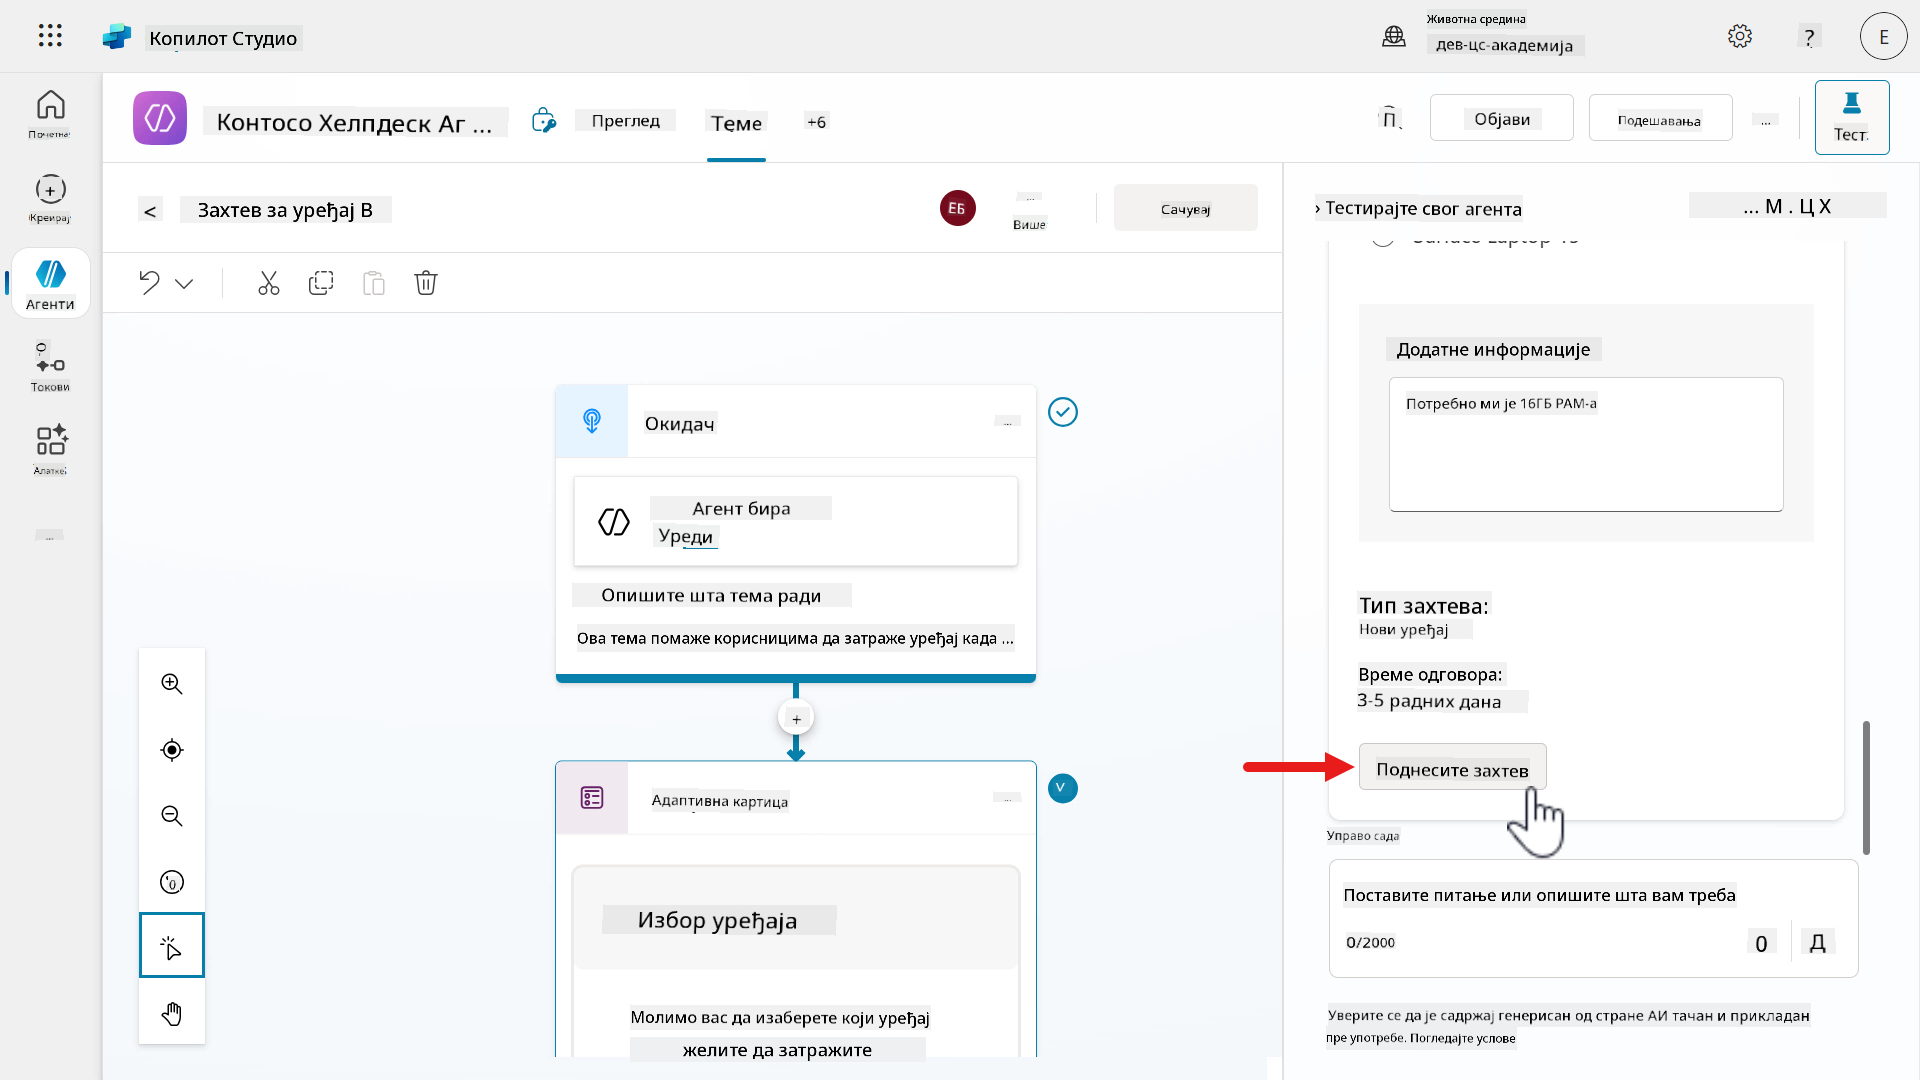 Копилот Студио
Животна средина
дев-цс-академија
?
Е
Почетна
Креирај
Агенти
Токови
Алатке
Контосо Хелпдеск Аг ...
Преглед
Теме
+6
П
Објави
Подешавања
...
Тест
<
Захтев за уређај В
ЕБ
...
Више
Сачувај
Окидач
...
Агент бира
Уреди
Опишите шта тема ради
Ова тема помаже корисницима да затраже уређај када ...
+
Адаптивна картица
...
Избор уређаја
Молимо вас да изаберете који уређај
желите да затражите
› Тестирајте свог агента
... М . Ц Х
Додатне информације
Потребно ми је 16ГБ РАМ-а
Тип захтева:
Нови уређај
Време одговора:
3-5 радних дана
Поднесите захтев
Управо сада
Поставите питање или опишите шта вам треба
0/2000
0
Д
Уверите се да је садржај генерисан од стране АИ тачан и прикладан
пре употребе. Погледајте услове